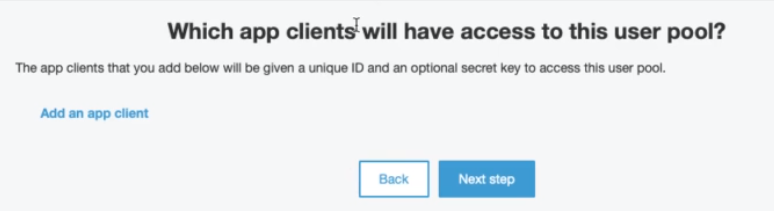 Which app clients will have access to this user pool?
The app clients that you add below will be given a unique ID and an optional secret key to access this user pool.
Add an app client
Back
Next step